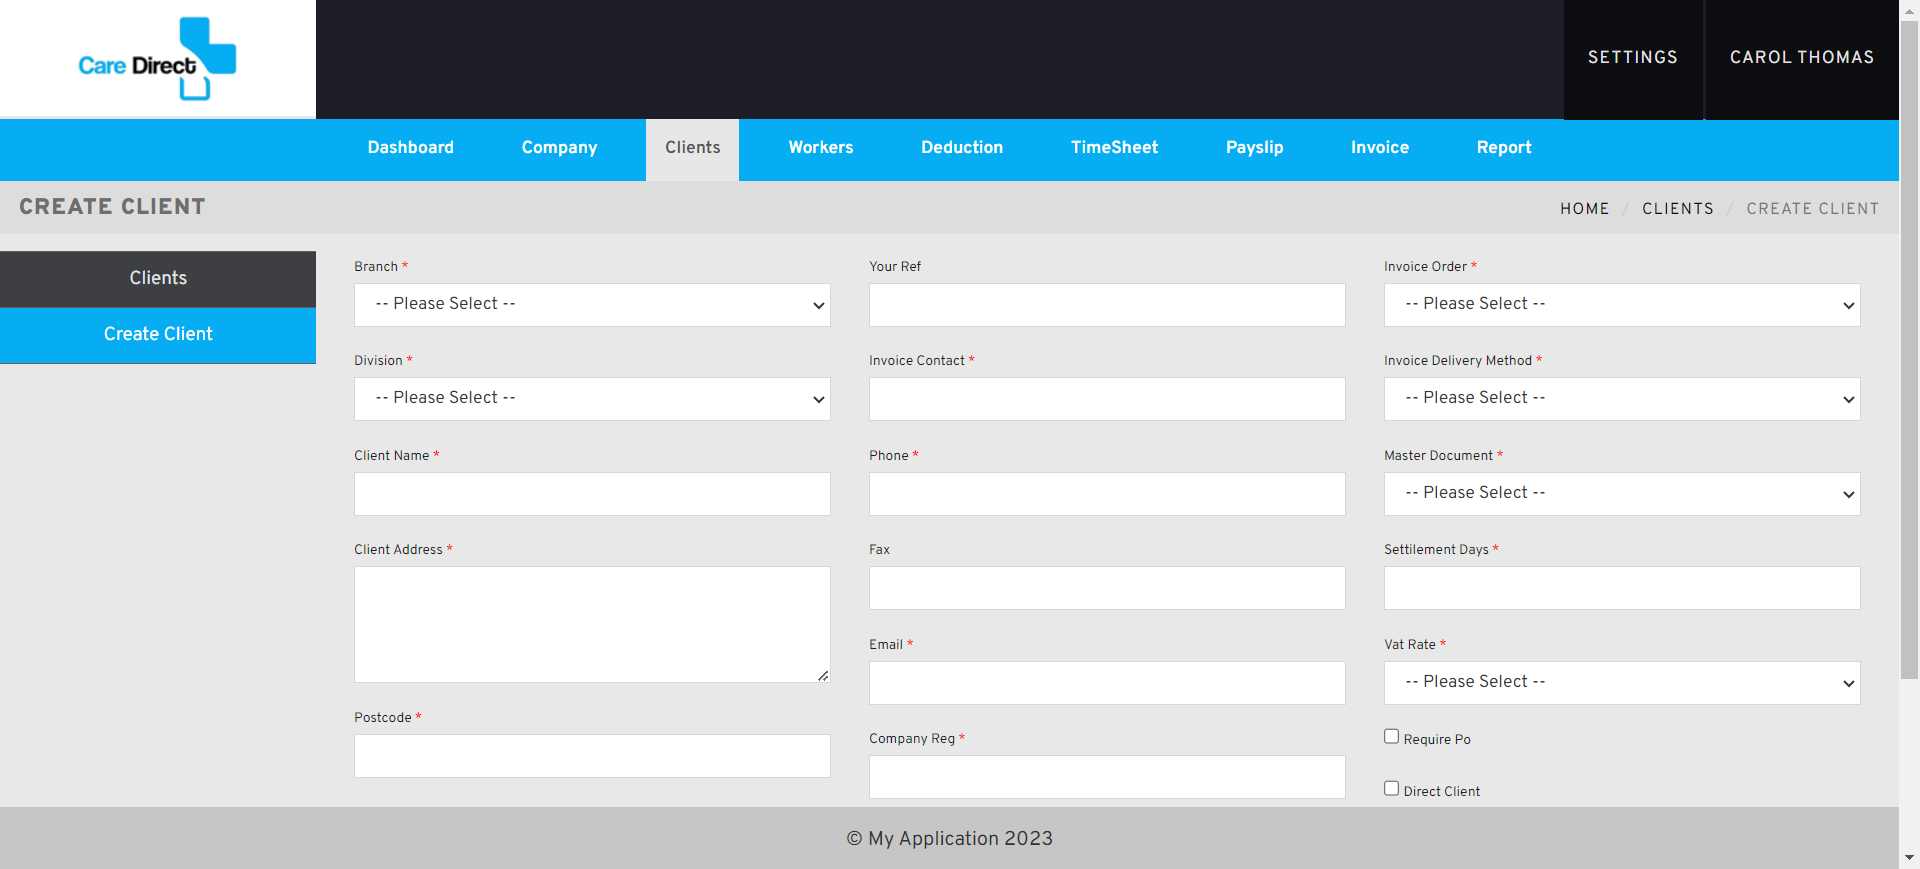 Care Direct
SETTINGS
CAROL THOMAS
Dashboard
Company
Clients
Workers
Deduction
TimeSheet
Payslip
Invoice
Report
CREATE CLIENT
HOME / CLIENTS / CREATE CLIENT
Clients
Create Client
Branch *
-- Please Select --
Division *
-- Please Select --
Client Name *
Client Address *
Postcode *
Your Ref
Invoice Contact *
Phone *
Fax
Email *
Company Reg *
Invoice Order *
-- Please Select --
Invoice Delivery Method *
-- Please Select --
Master Document *
-- Please Select --
Settilement Days *
Vat Rate *
-- Please Select --
Require Po
Direct Client
© My Application 2023